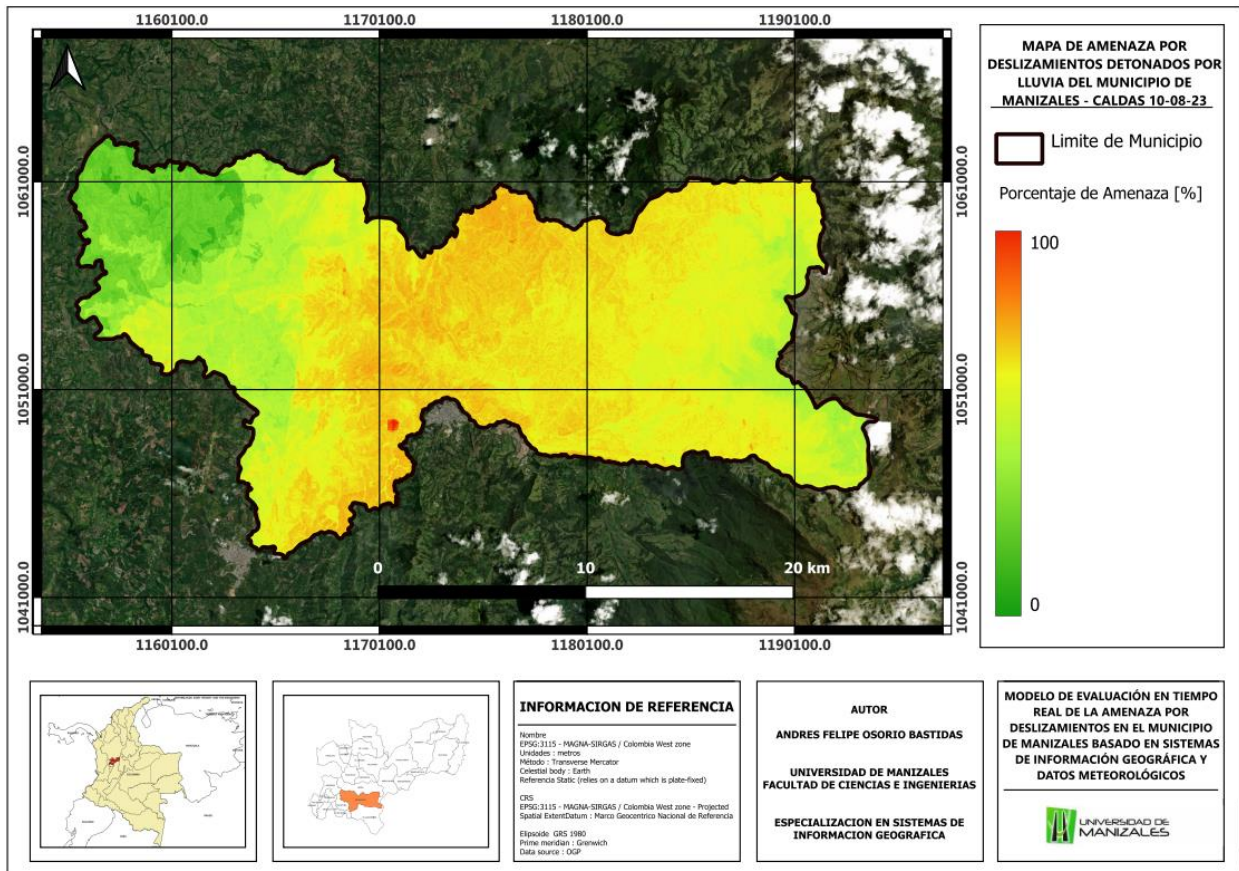 1160100.0 1170100.0 1180100.0 1190100.0
1061000.0 1061000.0
1051000.0 1051000.0
1041000.0 1041000.0
0 10 20 km
1160100.0 1170100.0 1180100.0 1190100.0
MAPA DE AMENAZA POR
DESLIZAMIENTOS DETONADOS POR
LLUVIA DEL MUNICIPIO DE
MANIZALES - CALDAS 10-08-23
Limite de Municipio
Porcentaje de Amenaza [%]
100
0
INFORMACION DE REFERENCIA
Nombre
EPSG:3115 - MAGNA-SIRGAS / Colombia West zone
Unidades : metros
Método : Transverse Mercator
Celestial body : Earth
Referencia Static (relies on a datum which is plate-fixed)
CRS
EPSG:3115 - MAGNA-SIRGAS / Colombia West zone - Projected
Spatial ExtentDatum : Marco Geocentrico Nacional de Referencia
Elipsoide GRS 1980
Prime meridian : Grenwich
Data source : OGP
AUTOR
ANDRES FELIPE OSORIO BASTIDAS
UNIVERSIDAD DE MANIZALES
FACULTAD DE CIENCIAS E INGENIERIAS
ESPECIALIZACION EN SISTEMAS DE
INFORMACION GEOGRAFICA
MODELO DE EVALUACIÓN EN TIEMPO
REAL DE LA AMENAZA POR
DESLIZAMIENTOS EN EL MUNICIPIO
DE MANIZALES BASADO EN SISTEMAS
DE INFORMACIÓN GEOGRÁFICA Y
DATOS METEOROLÓGICOS
UNIVERSIDAD DE
MANIZALES